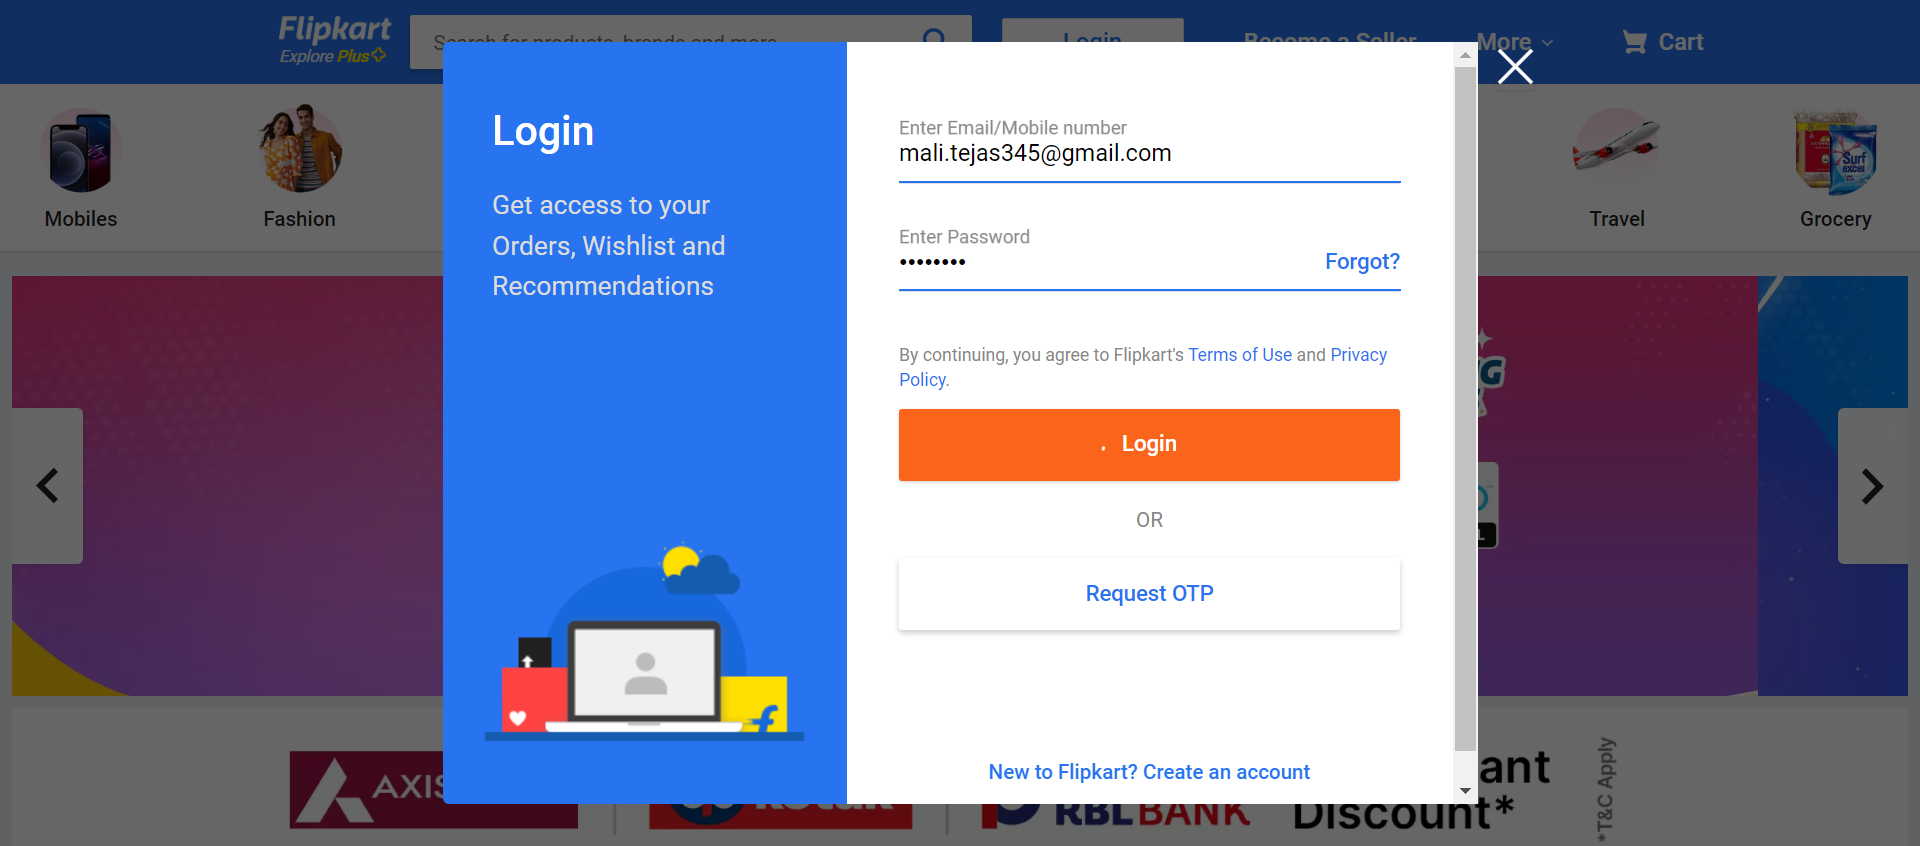 Flipkart
Explore Plus
Search for products, brands and more
Login
Become a Seller
More
Cart
Mobiles
Fashion
Travel
Grocery
Surf
excel
Login
Get access to your
Orders, Wishlist and
Recommendations
Enter Email/Mobile number
mali.tejas345@gmail.com
Enter Password
••••••••
Forgot?
By continuing, you agree to Flipkart's Terms of Use and Privacy
Policy.
Login
OR
Request OTP
New to Flipkart? Create an account
AXIS
kotak
RBL BANK
ant
Discount*
*T&C Apply